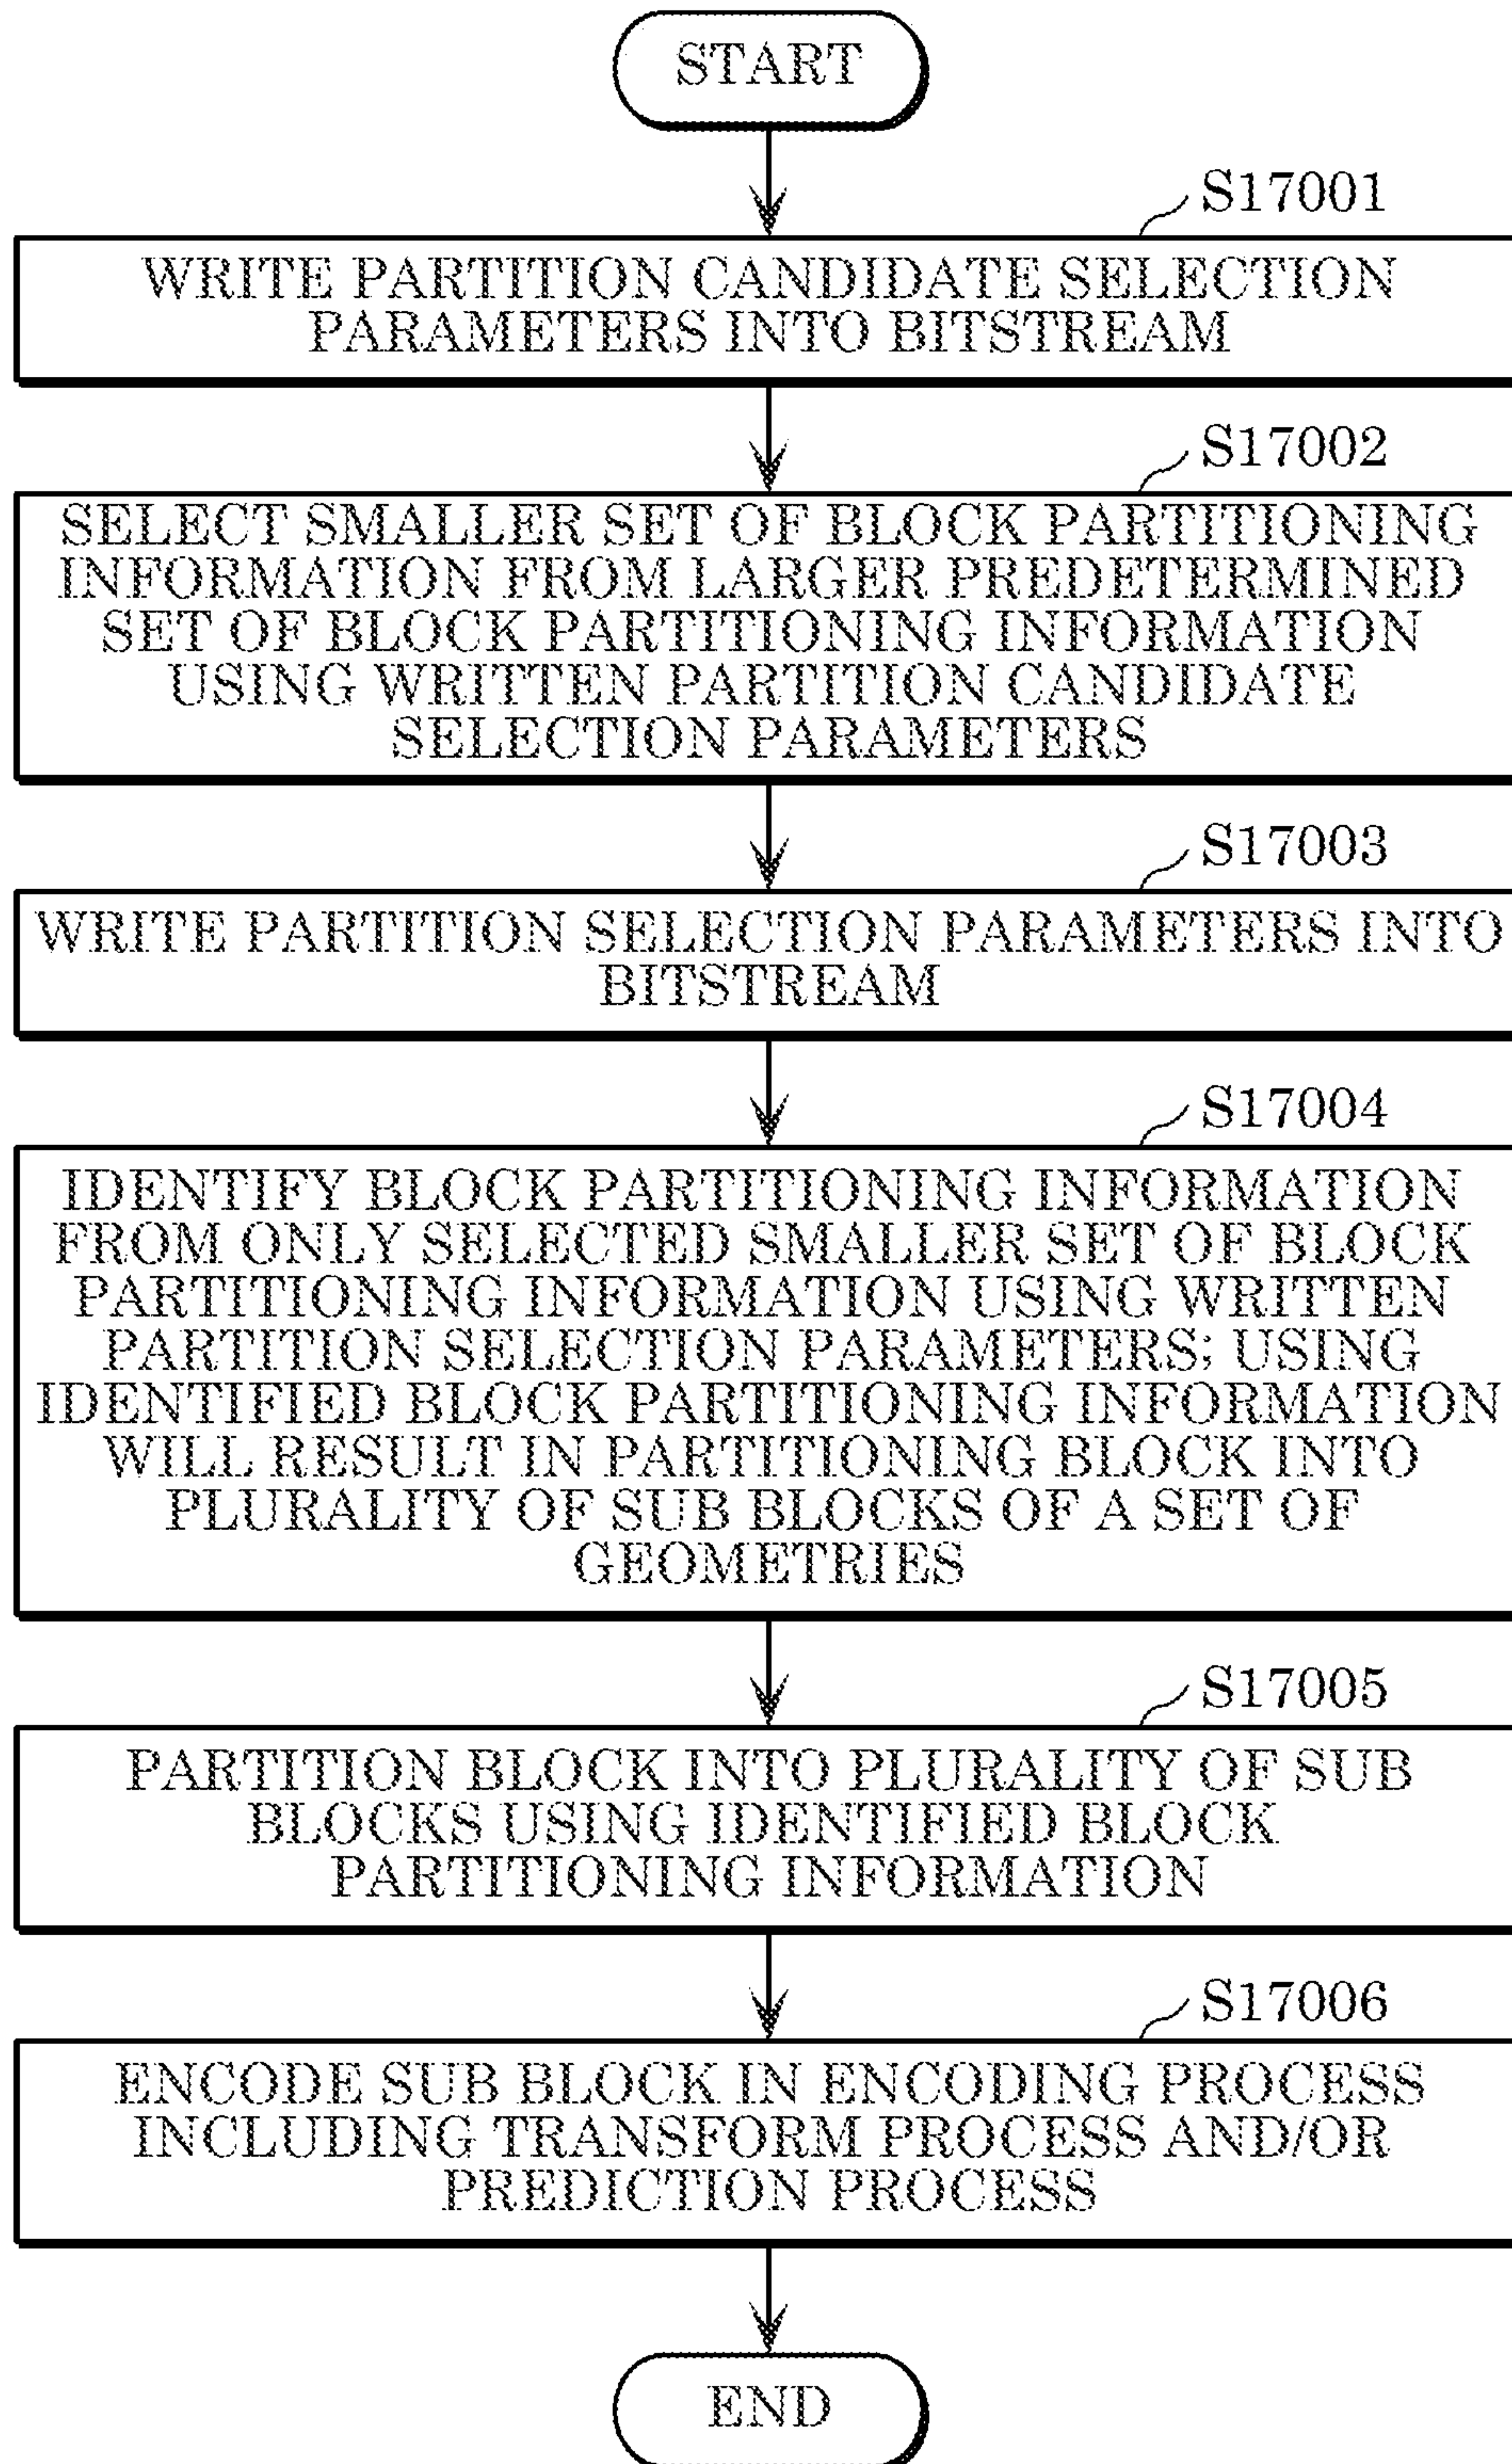 START
S17001
WRITE PARTITION CANDIDATE SELECTION
PARAMETERS INTO BITSTREAM
S17002
SELECT SMALLER SET OF BLOCK PARTITIONING
INFORMATION FROM LARGER PREDETERMINED
SET OF BLOCK PARTITIONING INFORMATION
USING WRITTEN PARTITION CANDIDATE
SELECTION PARAMETERS
S17003
WRITE PARTITION SELECTION PARAMETERS INTO
BITSTREAM
S17004
IDENTIFY BLOCK PARTITIONING INFORMATION
FROM ONLY SELECTED SMALLER SET OF BLOCK
PARTITIONING INFORMATION USING WRITTEN
PARTITION SELECTION PARAMETERS; USING
IDENTIFIED BLOCK PARTITIONING INFORMATION
WILL RESULT IN PARTITIONING BLOCK INTO
PLURALITY OF SUB BLOCKS OF A SET OF
GEOMETRIES
S17005
PARTITION BLOCK INTO PLURALITY OF SUB
BLOCKS USING IDENTIFIED BLOCK
PARTITIONING INFORMATION
S17006
ENCODE SUB BLOCK IN ENCODING PROCESS
INCLUDING TRANSFORM PROCESS AND/OR
PREDICTION PROCESS
END